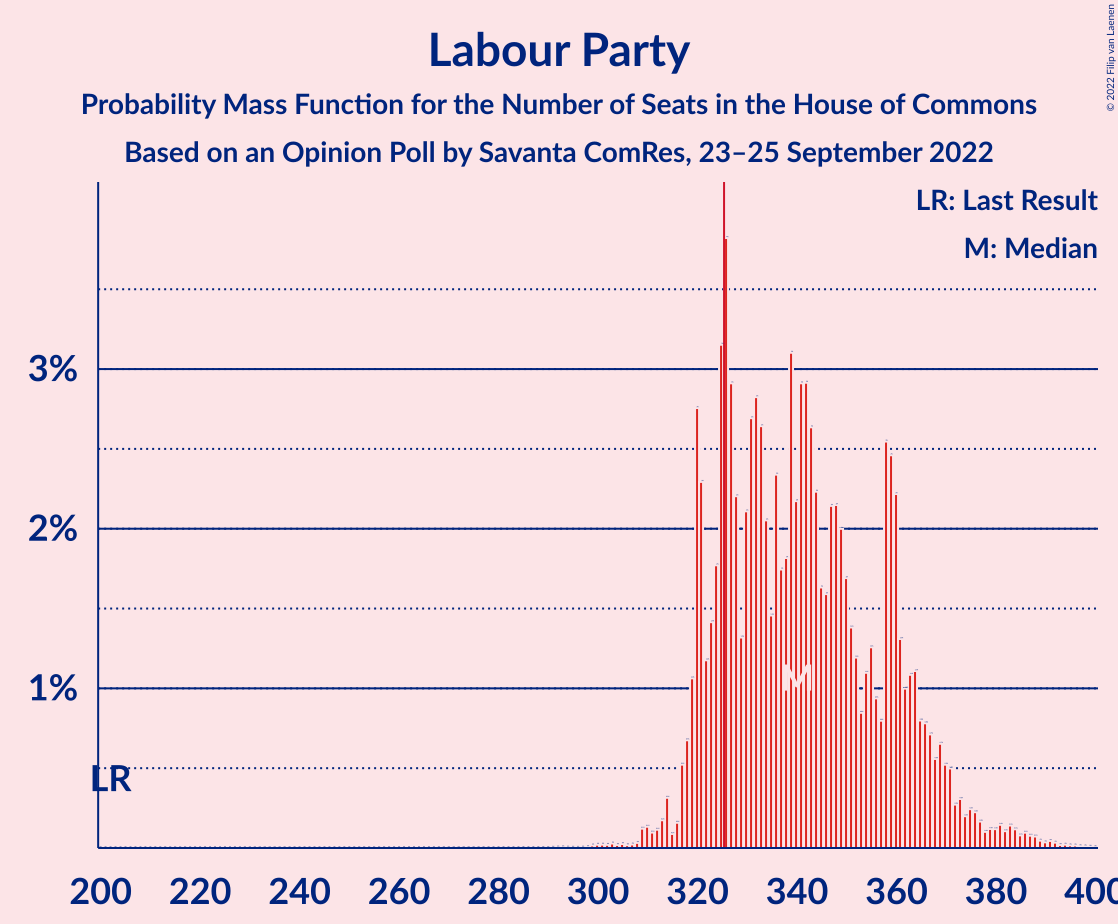 Labour Party
Probability Mass Function for the Number of Seats in the House of Commons
Based on an Opinion Poll by Savanta ComRes, 23–25 September 2022
© 2022 Filip van Laenen
LR: Last Result
M: Median
3%
2%
1%
LR
M
200 220 240 260 280 300 320 340 360 380 400